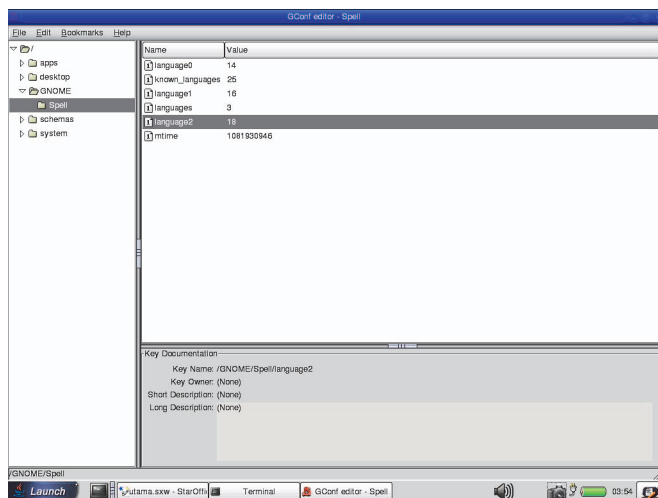 GConf editor - Spell
File Edit Bookmarks Help
/
apps
desktop
GNOME
Spell
schemas
system
Name Value
language0 14
known_languages 25
language1 16
languages 3
language2 18
mtime 1081930946
Key Documentation
Key Name: /GNOME/Spell/language2
Key Owner: (None)
Short Description: (None)
Long Description: (None)
/GNOME/Spell
Launch utama.sxw - StarOffi Terminal GConf editor - Spell 03:54